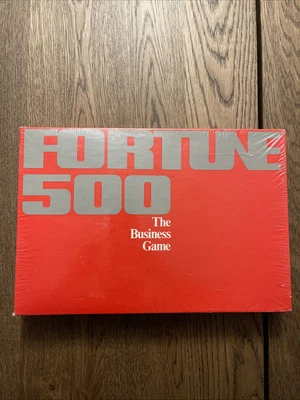 FORTUNE
500
The
Business
Game